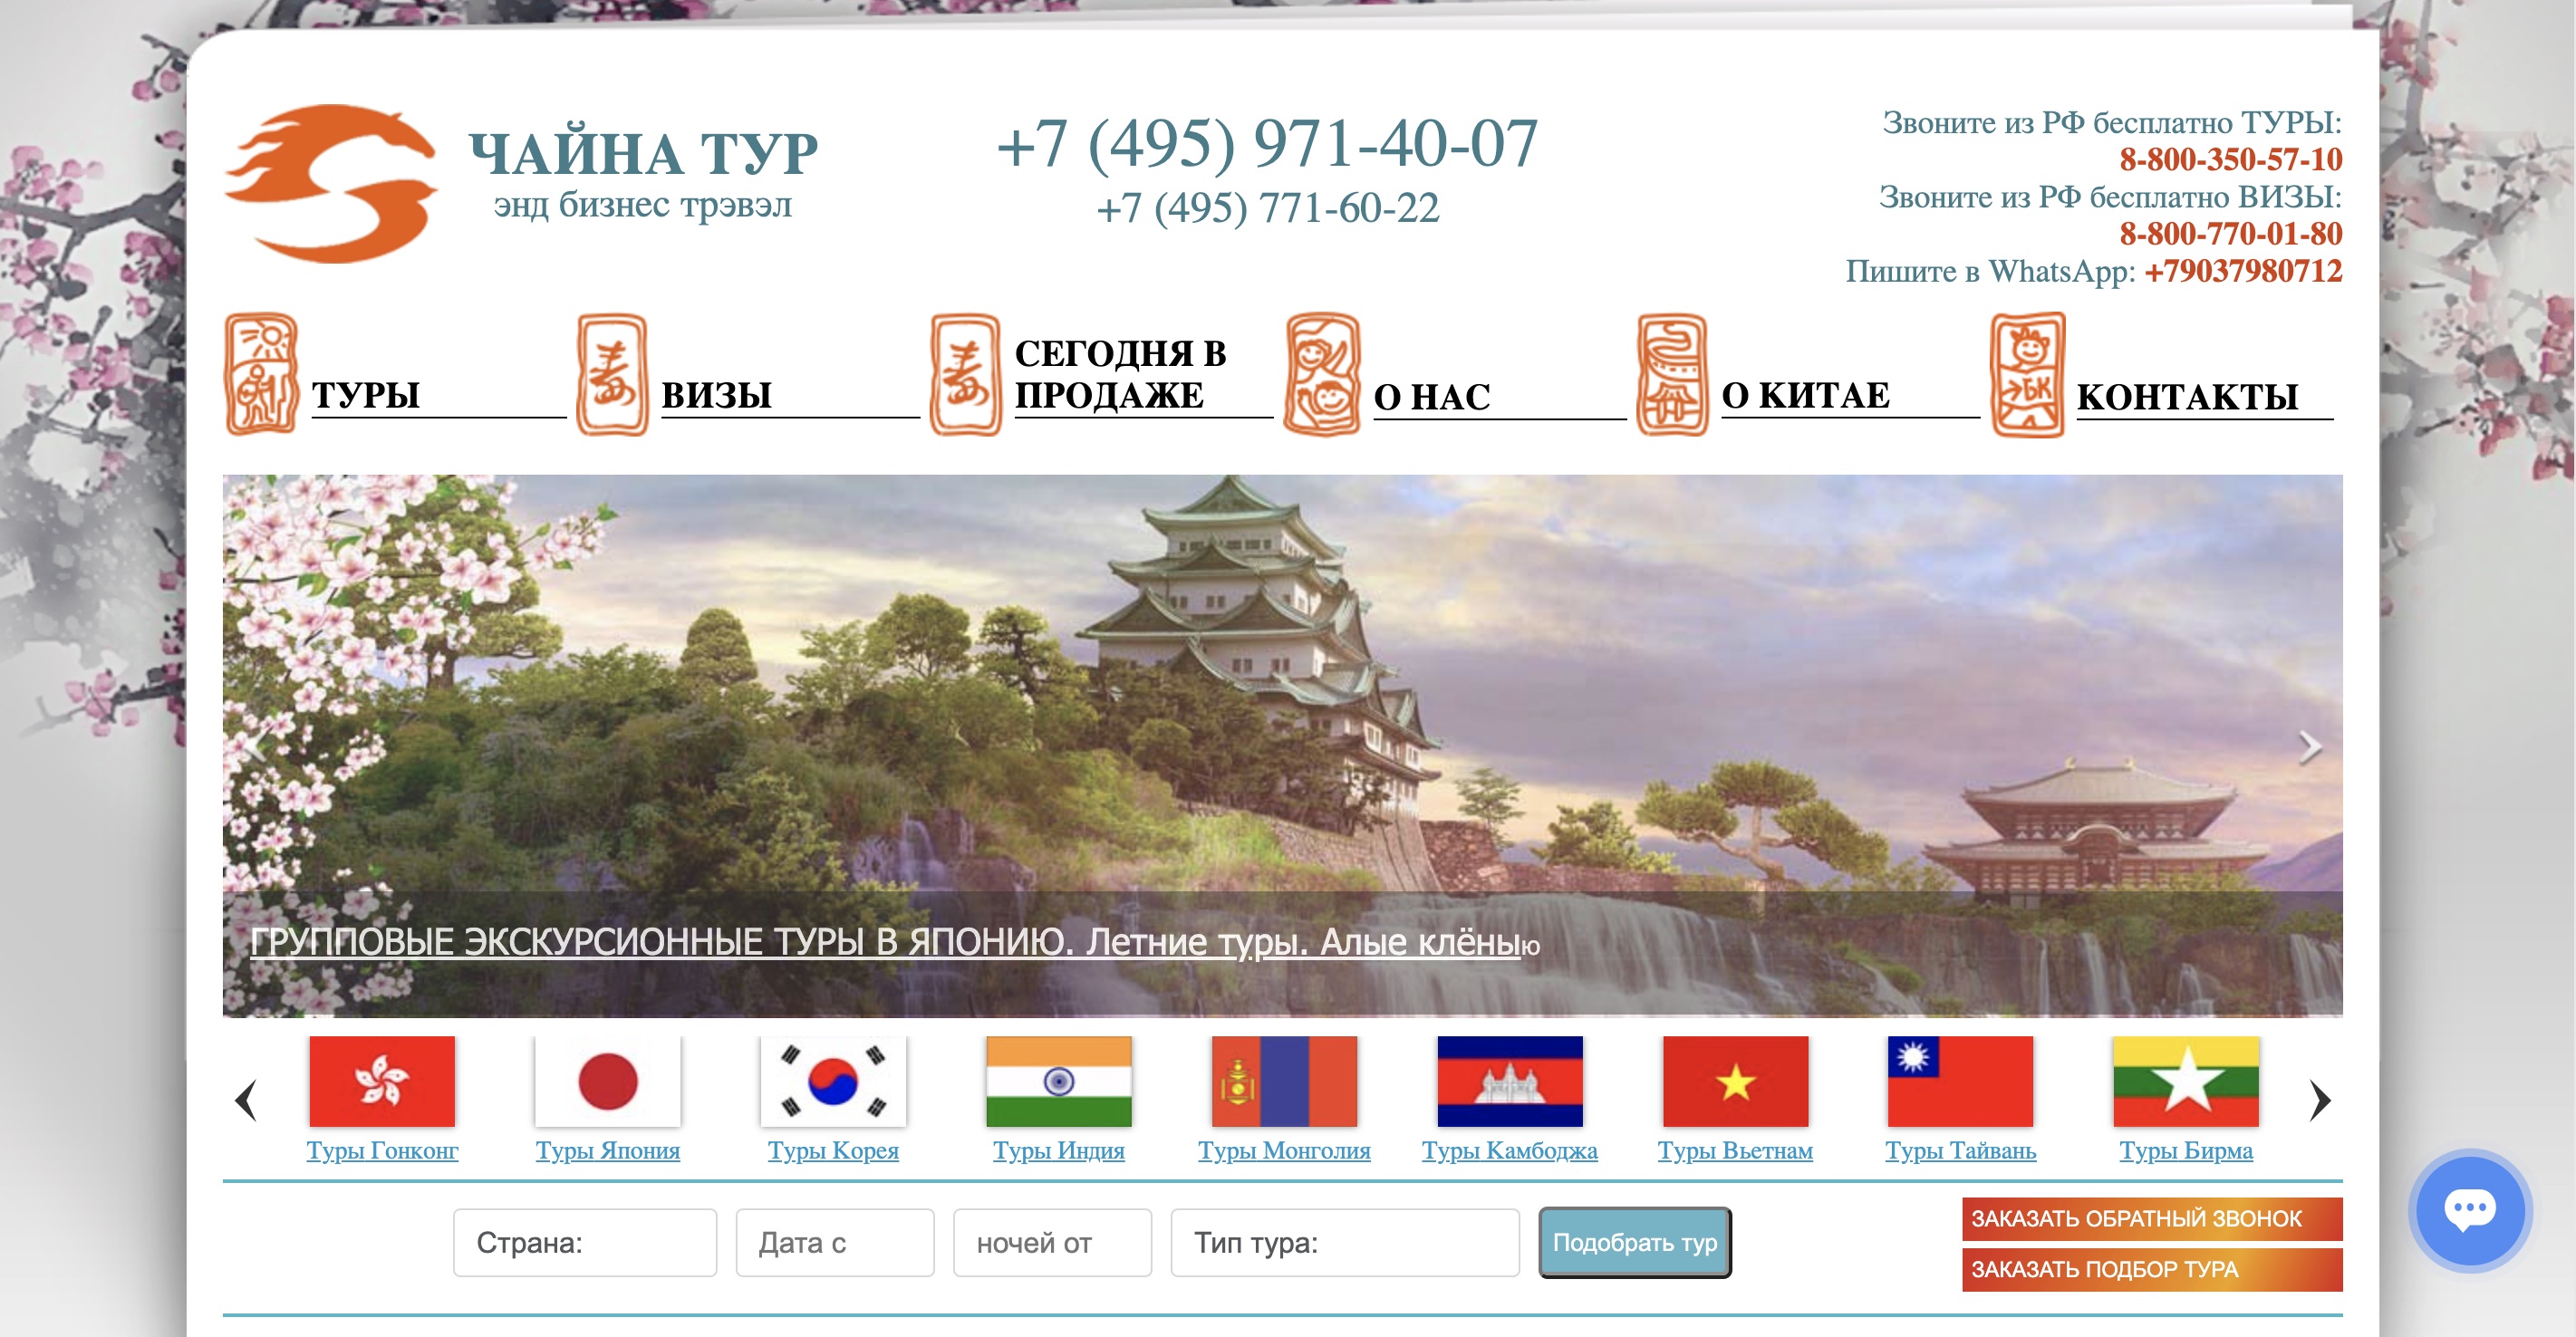 ЧАЙНА ТУР
энд бизнес трэвэл
+7 (495) 971-40-07
+7 (495) 771-60-22
Звоните из РФ бесплатно ТУРЫ:
8-800-350-57-10
Звоните из РФ бесплатно ВИЗЫ:
8-800-770-01-80
Пишите в WhatsApp: +79037980712
ТУРЫ
ВИЗЫ
СЕГОДНЯ В
ПРОДАЖЕ
О НАС
О КИТАЕ
КОНТАКТЫ
ГРУППОВЫЕ ЭКСКУРСИОННЫЕ ТУРЫ В ЯПОНИЮ. Летние туры. Алые клёныю
Туры Гонконг
Туры Япония
Туры Корея
Туры Индия
Туры Монголия
Туры Камбоджа
Туры Вьетнам
Туры Тайвань
Туры Бирма
Страна:
Дата с
ночей от
Тип тура:
Подобрать тур
ЗАКАЗАТЬ ОБРАТНЫЙ ЗВОНОК
ЗАКАЗАТЬ ПОДБОР ТУРА